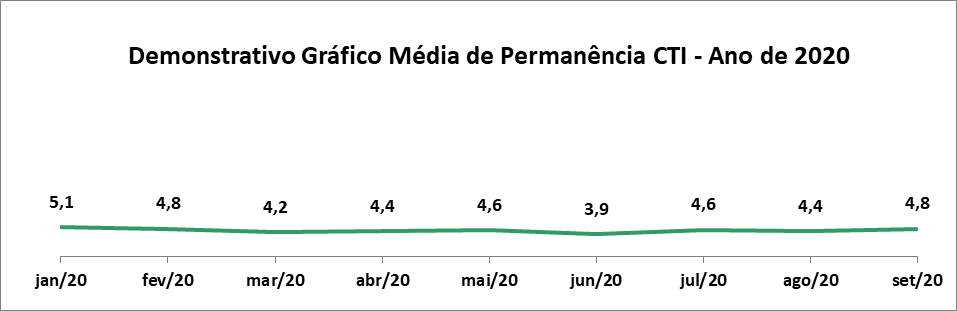 Demonstrativo Gráfico Média de Permanência CTI - Ano de 2020
5,1 4,8 4,2 4,4 4,6 3,9 4,6 4,4 4,8
jan/20 fev/20 mar/20 abr/20 mai/20 jun/20 jul/20 ago/20 set/20